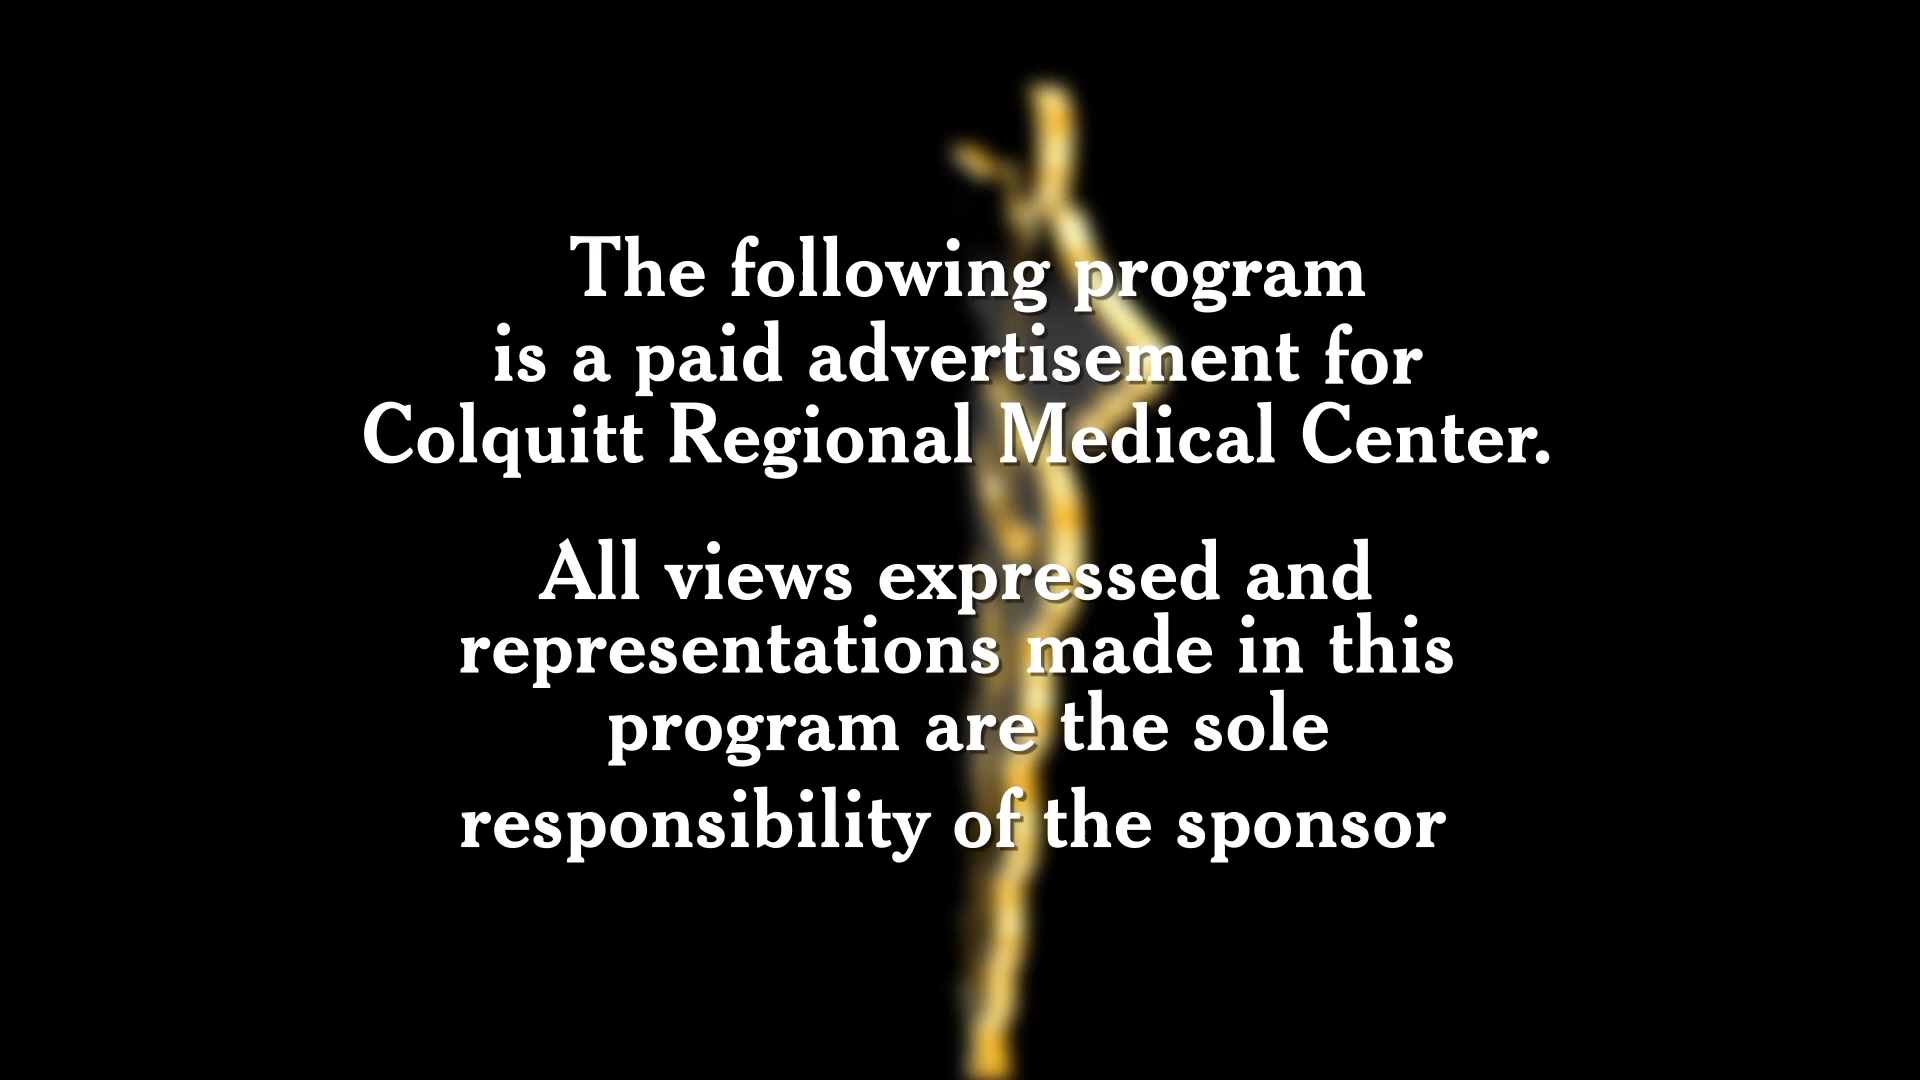 The following program
is a paid advertisement for
Colquitt Regional Medical Center.
All views expressed and
representations made in this
program are the sole
responsibility of the sponsor